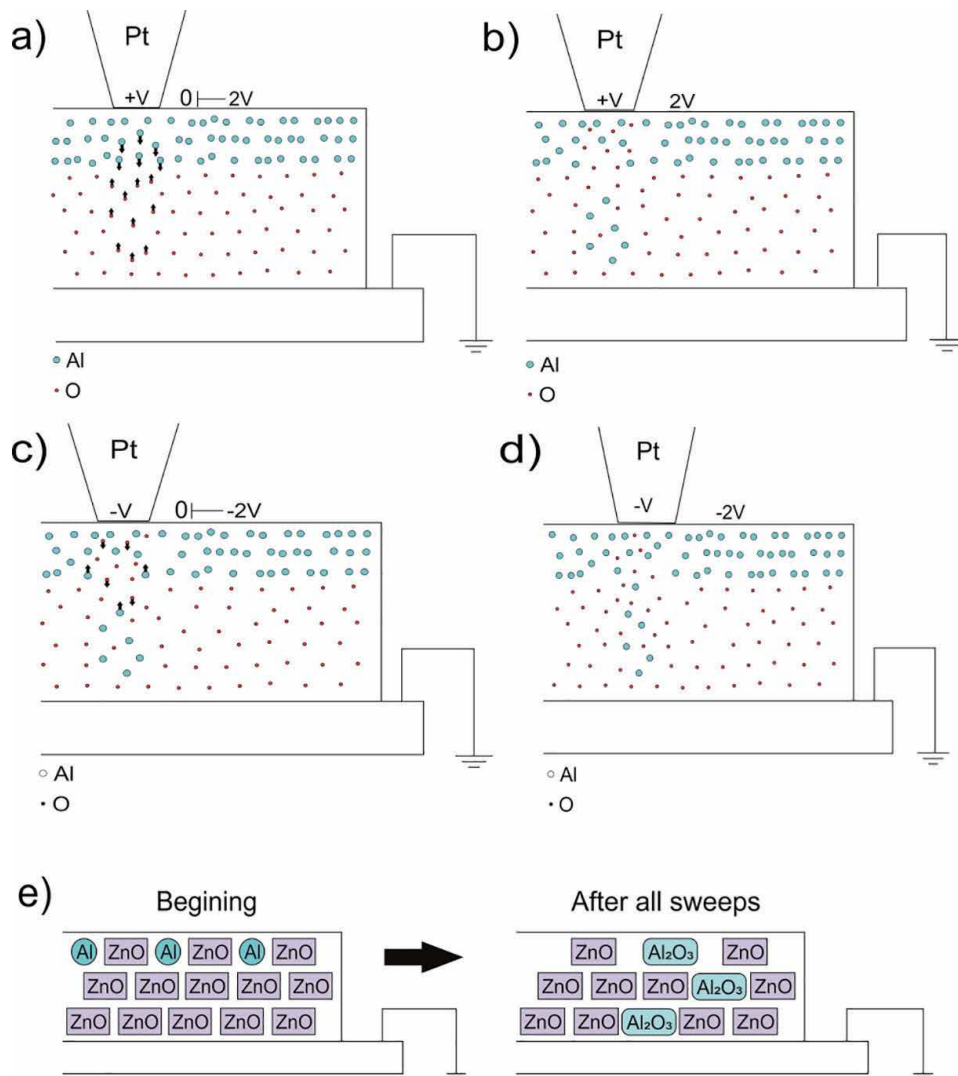 a)
Pt
+V
0 2V
Al
O
b)
Pt
+V
2V
Al
O
c)
Pt
-V
0 -2V
Al
O
d)
Pt
-V
-2V
Al
O
e)
Begining
After all sweeps
Al ZnO Al ZnO Al ZnO
ZnO ZnO ZnO ZnO ZnO
ZnO ZnO ZnO ZnO ZnO
ZnO Al₂O₃ ZnO
ZnO ZnO ZnO Al₂O₃ ZnO
ZnO ZnO Al₂O₃ ZnO ZnO